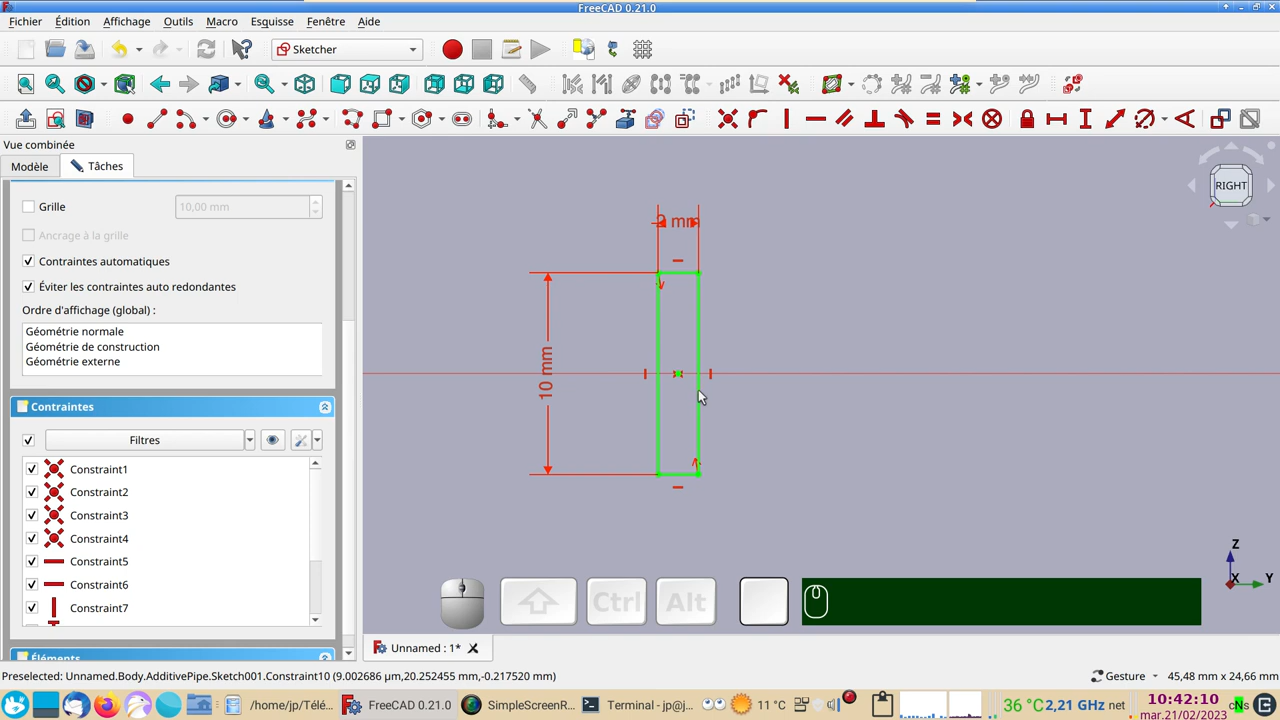 FreeCAD 0.21.0
Fichier Édition Affichage Outils Macro Esquisse Fenêtre Aide
Sketcher
Vue combinée
Modèle Tâches
Grille 10,00 mm
Ancrage à la grille
Contraintes automatiques
Éviter les contraintes auto redondantes
Ordre d'affichage (global) :
Géométrie normale
Géométrie de construction
Géométrie externe
Contraintes
Filtres
Constraint1
Constraint2
Constraint3
Constraint4
Constraint5
Constraint6
Constraint7
Éléments
mm
10 mm
RIGHT
Z
Y
X
Ctrl Alt
Unnamed : 1*
Preselected: Unnamed.Body.AdditivePipe.Sketch001.Constraint10 (9.002686 µm,20.252455 mm,-0.217520 mm)
Gesture
45,48 mm x 24,66 mm
/home/jp/Télé... FreeCAD 0.21.0 SimpleScreenR... Terminal - jp@j... 11 °C 36 °C 2,21 GHz net
10:42:10
mar.21/02/2023
cNs